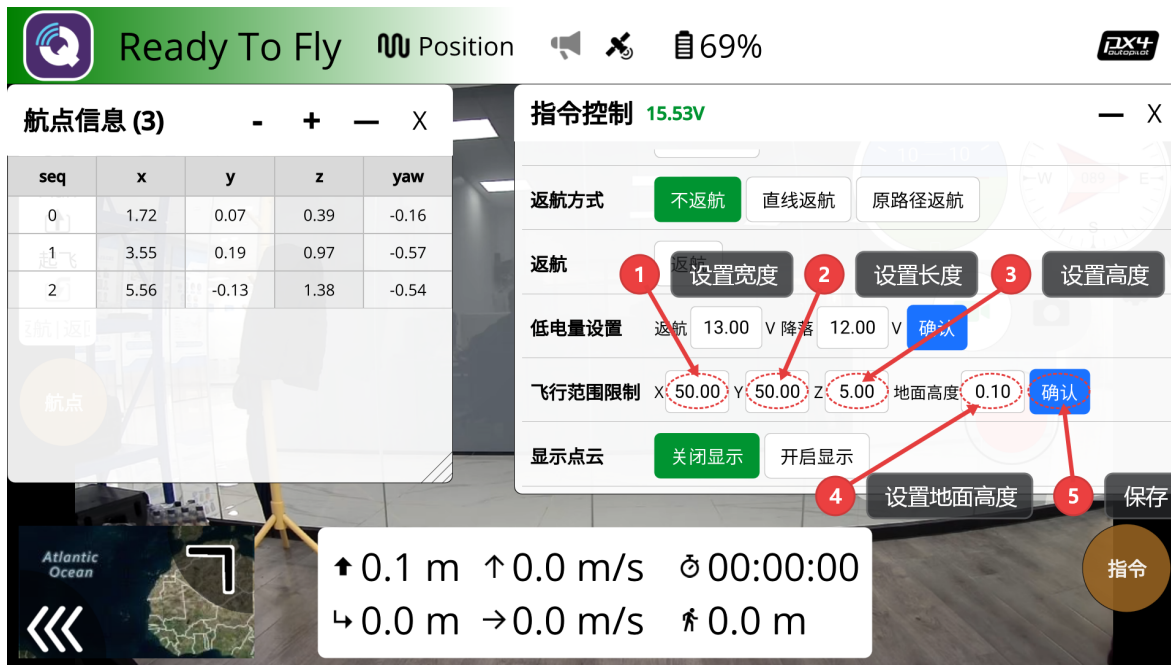 Ready To Fly Position 69% PX4 autopilot
航点信息 (3) - + — X
seq x y z yaw
0 1.72 0.07 0.39 -0.16
1 3.55 0.19 0.97 -0.57
2 5.56 -0.13 1.38 -0.54
起飞
返航
航点
指令控制 15.53V — X
返航方式 不返航 直线返航 原路径返航
返航 返航
1 设置宽度 2 设置长度 3 设置高度
低电量设置 返航 13.00 V 降落 12.00 V 确认
飞行范围限制 X 50.00 Y 50.00 Z 5.00 地面高度 0.10 确认
显示点云 关闭显示 开启显示
4 设置地面高度 5 保存
Atlantic
Ocean
0.1 m 0.0 m/s 00:00:00
0.0 m 0.0 m/s 0.0 m
指令